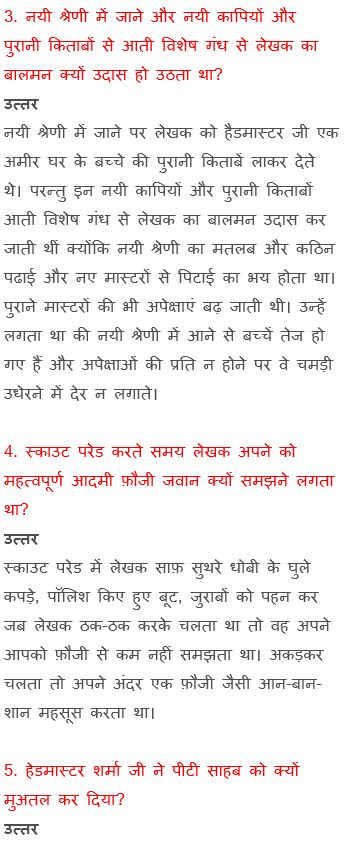 3. नयी श्रेणी में जाने और नयी कापियों और
पुरानी किताबों से आती विशेष गंध से लेखक का
बालमन क्यों उदास हो उठता था?
उत्तर
नयी श्रेणी में जाने पर लेखक को हैडमास्टर जी एक
अमीर घर के बच्चे की पुरानी किताबें लाकर देते
थे। परन्तु इन नयी कापियों और पुरानी किताबों
आती विशेष गंध से लेखक का बालमन उदास कर
जाती थीं क्योंकि नयी श्रेणी का मतलब और कठिन
पढाई और नए मास्टरों से पिटाई का भय होता था।
पुराने मास्टरों की भी अपेक्षाएं बढ़ जाती थी। उन्हें
लगता था की नयी श्रेणी में आने से बच्चें तेज हो
गए हैं और अपेक्षाओं की प्रति न होने पर वे चमड़ी
उधेरने में देर न लगाते।
4. स्काउट परेड करते समय लेखक अपने को
महत्वपूर्ण आदमी फ़ौजी जवान क्यों समझने लगता
था?
उत्तर
स्काउट परेड में लेखक साफ़ सुथरे धोबी के घुले
कपड़े, पॉलिश किए हुए बूट, जुराबों को पहन कर
जब लेखक ठक-ठक करके चलता था तो वह अपने
आपको फ़ौजी से कम नहीं समझता था। अकड़कर
चलता तो अपने अंदर एक फ़ौजी जैसी आन-बान-
शान महसूस करता था।
5. हेडमास्टर शर्मा जी ने पीटी साहब को क्यों
मुअतल कर दिया?
उत्तर